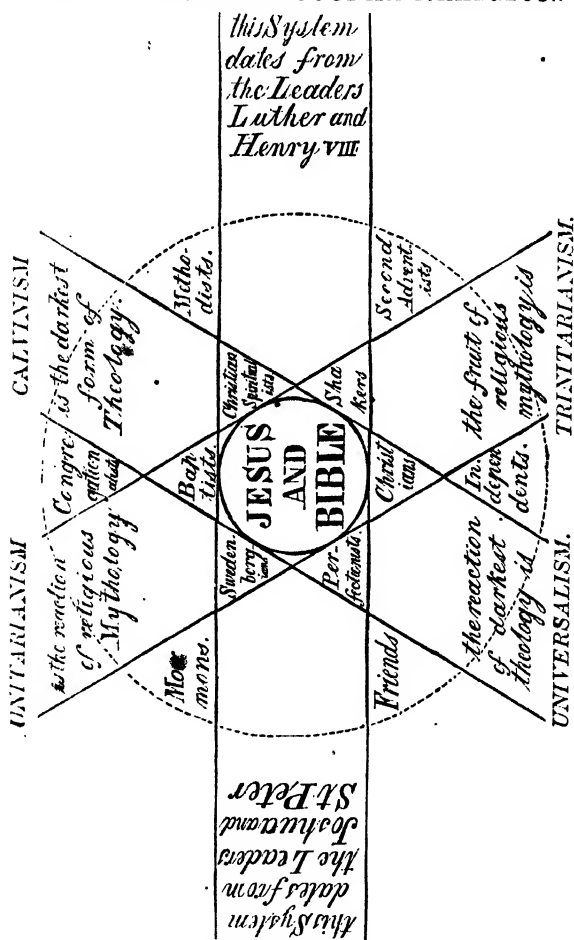 this System
dates from
the Leaders
Luther and
Henry VIII
CALVINISM
is the darkest
form of
Theology.
Metho-
dists.
Second
Advent
ists
TRINITARIANISM.
the fruit of
religious
mythology is
Congre-
gation
alists
Bap
tists
Christian
Spiritual
ists
Sha
kers
JESUS
AND
BIBLE
Christ
ians
In-
depen
dents.
UNITARIANISM
is the reaction
of religious
Mythology
Sweden-
borg-
ians
Per-
fectionists.
Mor
mons.
Friends
the reaction
of darkest
theology is
UNIVERSALISM.
this System
dates from
the Leaders
Joshua and
St Peter